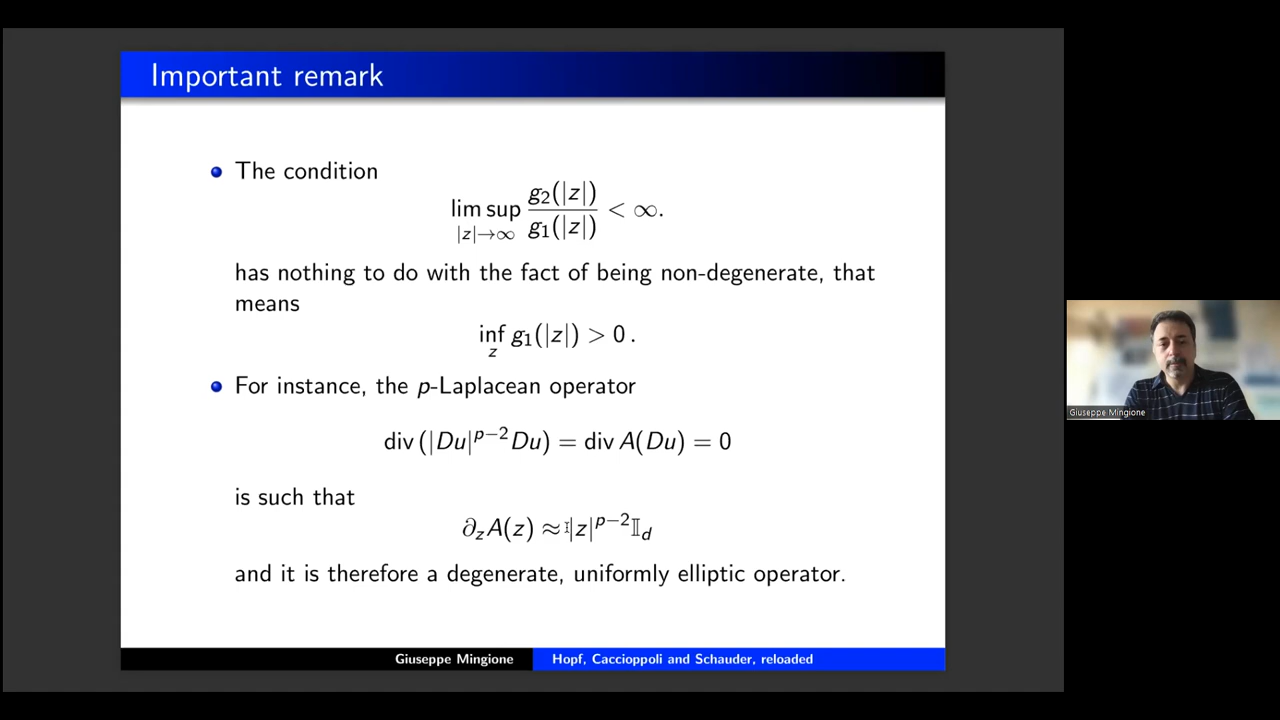 Important remark
The condition
lim sup_{|z|→∞} g₂(|z|)/g₁(|z|) < ∞.
has nothing to do with the fact of being non-degenerate, that
means
inf_z g₁(|z|) > 0 .
For instance, the p-Laplacean operator
div (|Du|^{p−2}Du) = div A(Du) = 0
is such that
∂_z A(z) ≈ |z|^{p−2}𝕀_d
and it is therefore a degenerate, uniformly elliptic operator.
Giuseppe Mingione
Hopf, Caccioppoli and Schauder, reloaded
Giuseppe Mingione